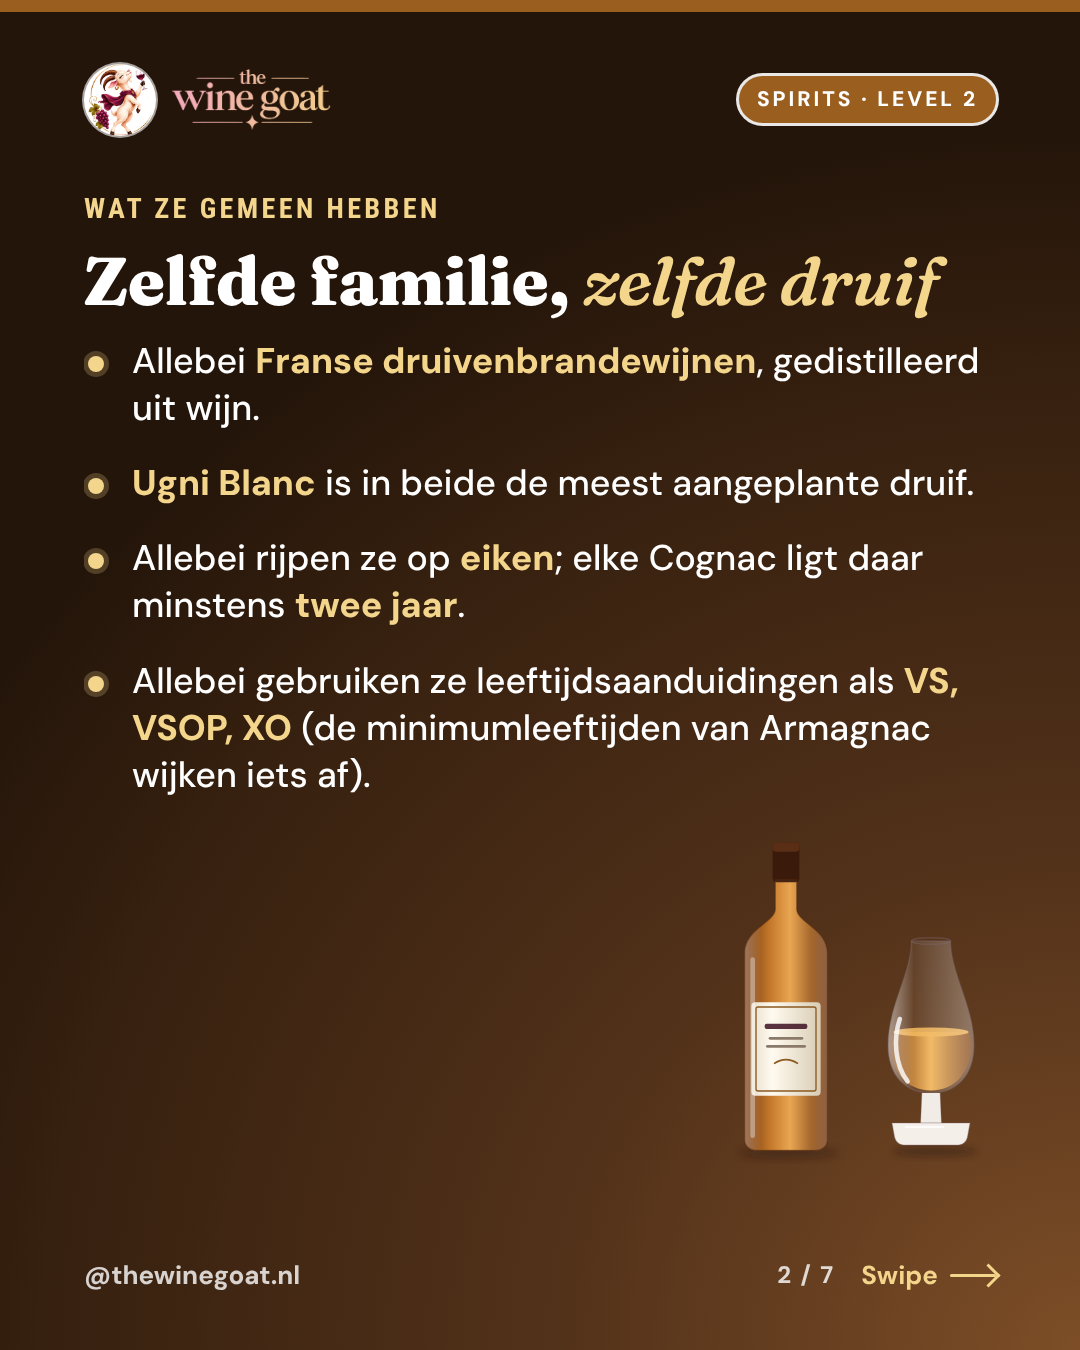 the
wine goat
SPIRITS · LEVEL 2
WAT ZE GEMEEN HEBBEN
Zelfde familie, zelfde druif
Allebei Franse druivenbrandewijnen, gedistilleerd
uit wijn.
Ugni Blanc is in beide de meest aangeplante druif.
Allebei rijpen ze op eiken; elke Cognac ligt daar
minstens twee jaar.
Allebei gebruiken ze leeftijdsaanduidingen als VS,
VSOP, XO (de minimumleeftijden van Armagnac
wijken iets af).
@thewinegoat.nl
2 / 7 Swipe